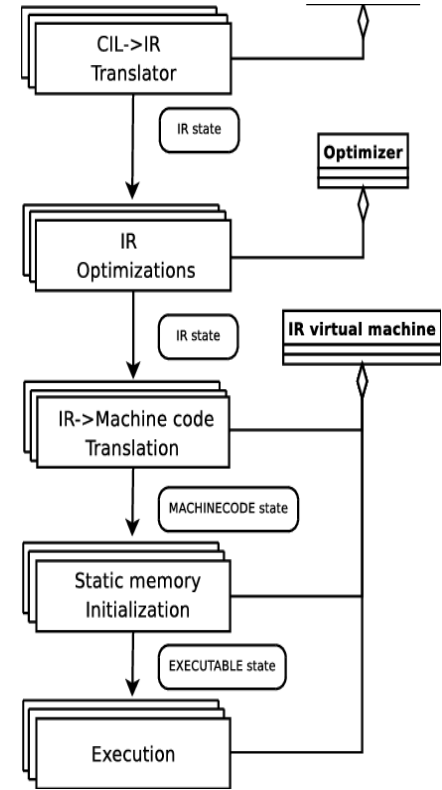 CIL->IR
Translator
IR state
Optimizer
IR
Optimizations
IR state
IR virtual machine
IR->Machine code
Translation
MACHINECODE state
Static memory
Initialization
EXECUTABLE state
Execution